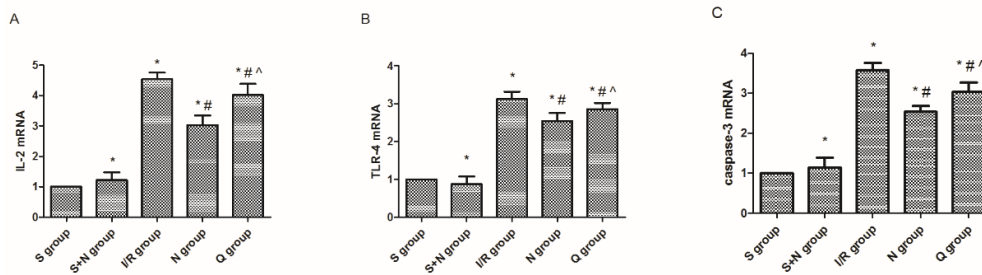 A
IL-2 mRNA
5
4
3
2
1
0
*
*
* #
* # ^
S group
S+N group
I/R group
N group
Q group
B
TLR-4 mRNA
4
3
2
1
0
*
*
* #
* # ^
S group
S+N group
I/R group
N group
Q group
C
caspase-3 mRNA
4
3
2
1
0
*
*
* #
* # ^
S group
S+N group
I/R group
N group
Q group